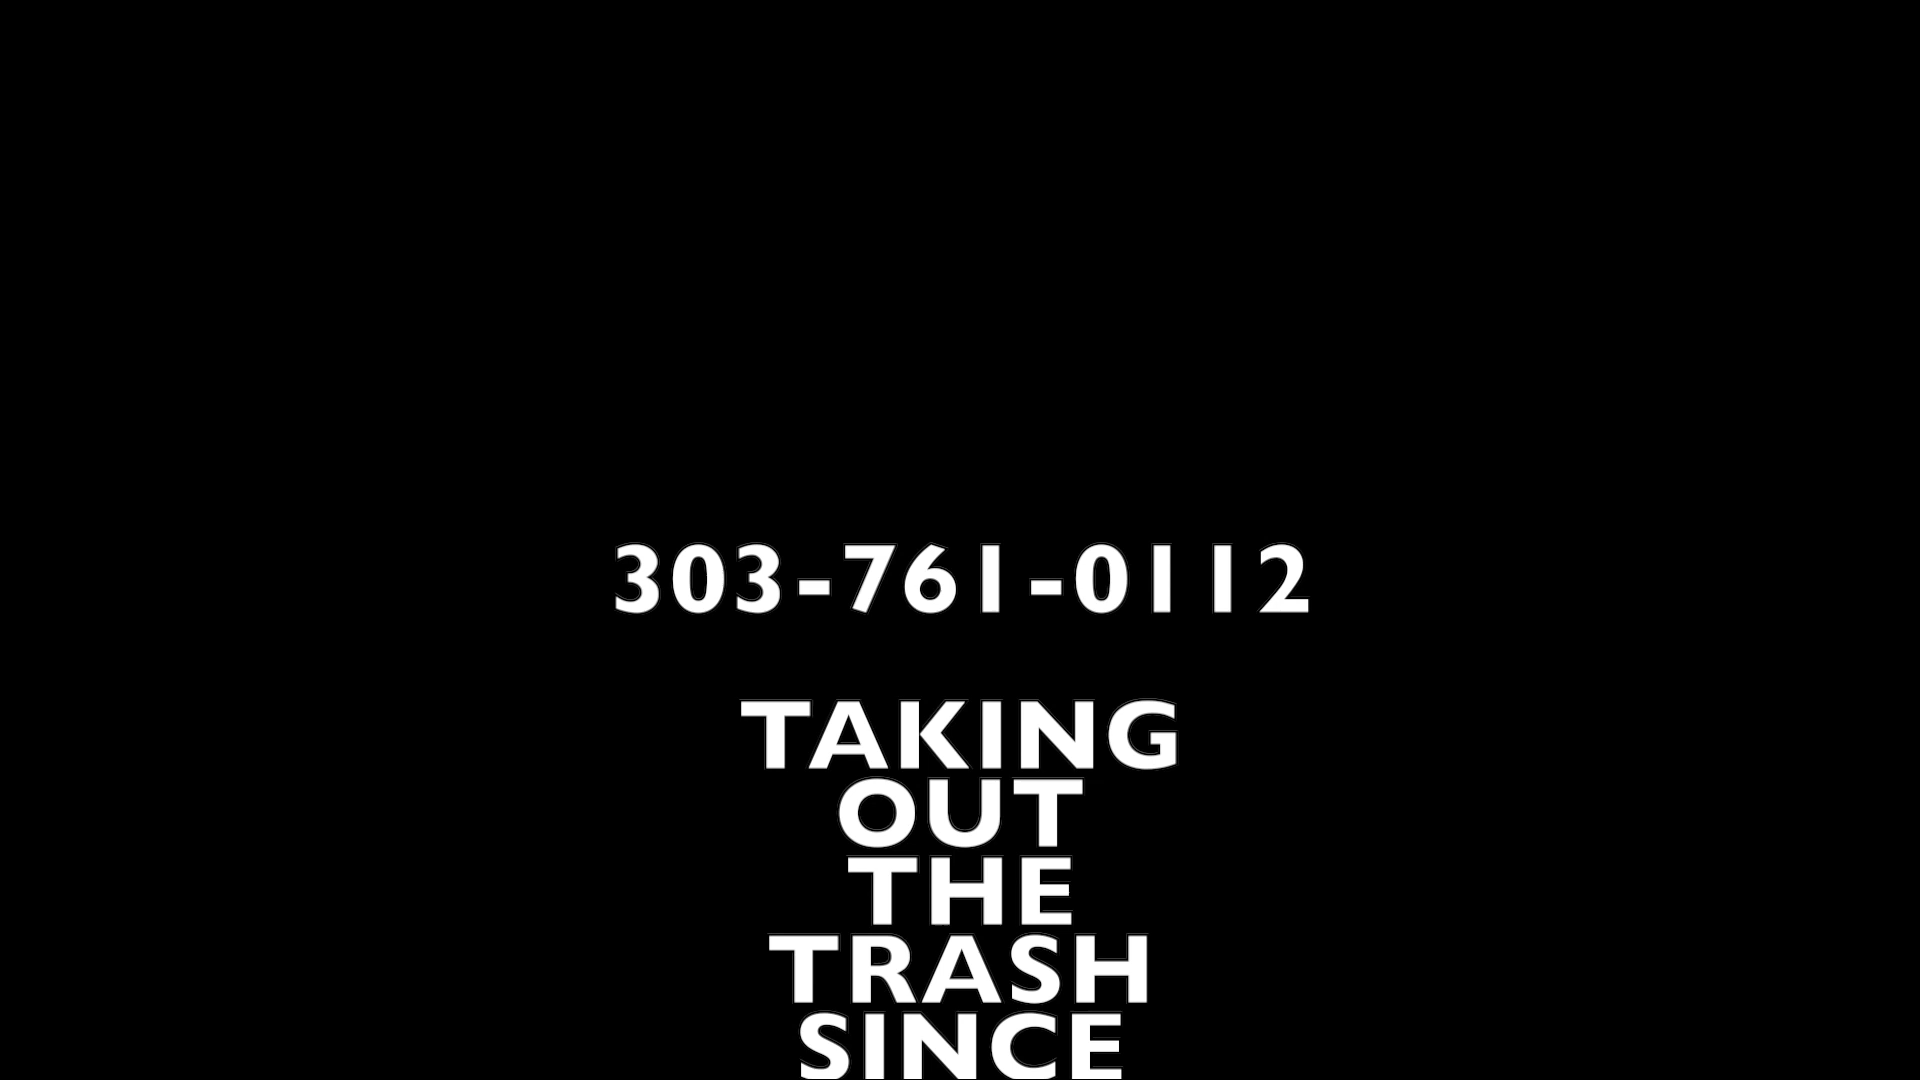 303-761-0112
TAKING
OUT
THE
TRASH
SINCE